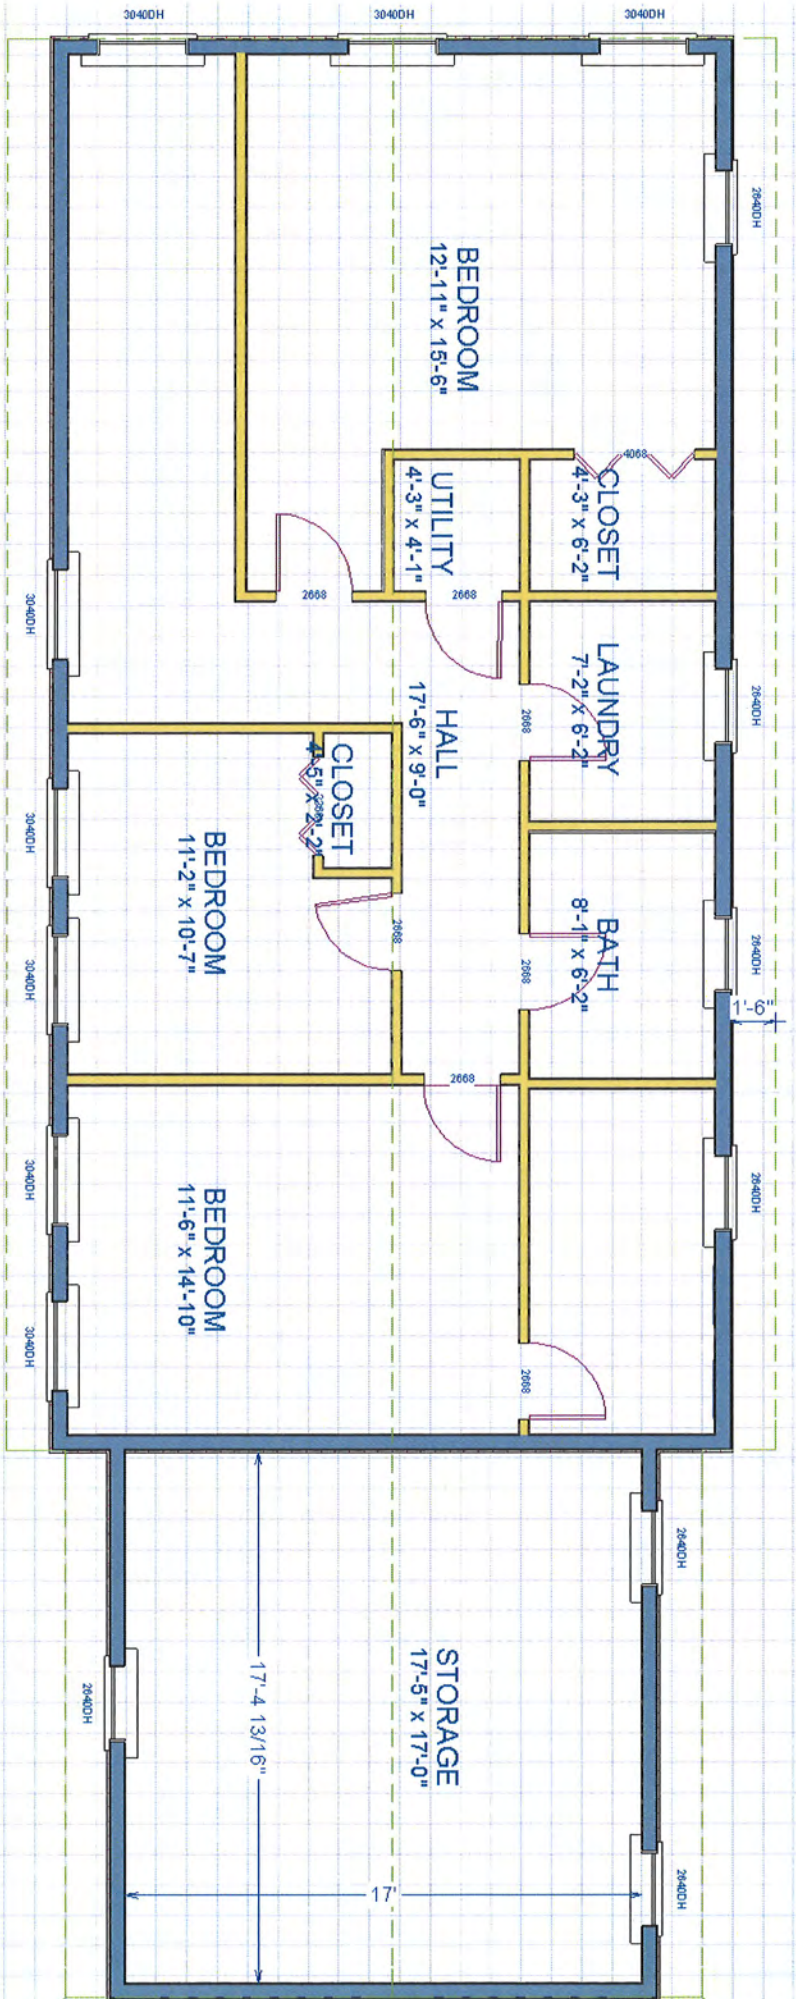 3040DH
3040DH
3040DH
2640DH
BEDROOM
12'-11" x 15'-6"
4068
CLOSET
4'-3" x 6'-2"
UTILITY
4'-3" x 4'-1"
2668
2668
3040DH
LAUNDRY
7'-2" x 6'-2"
2640DH
2668
HALL
17'-6" x 9'-0"
CLOSET
4'-5" x 2'-2"
3040DH
BEDROOM
11'-2" x 10'-7"
2668
BATH
8'-1" x 6'-2"
2668
2640DH
3040DH
1'-6"
2668
3040DH
BEDROOM
11'-6" x 14'-10"
2640DH
3040DH
2668
2640DH
STORAGE
17'-5" x 17'-0"
17'-4 13/16"
2640DH
17'
2640DH